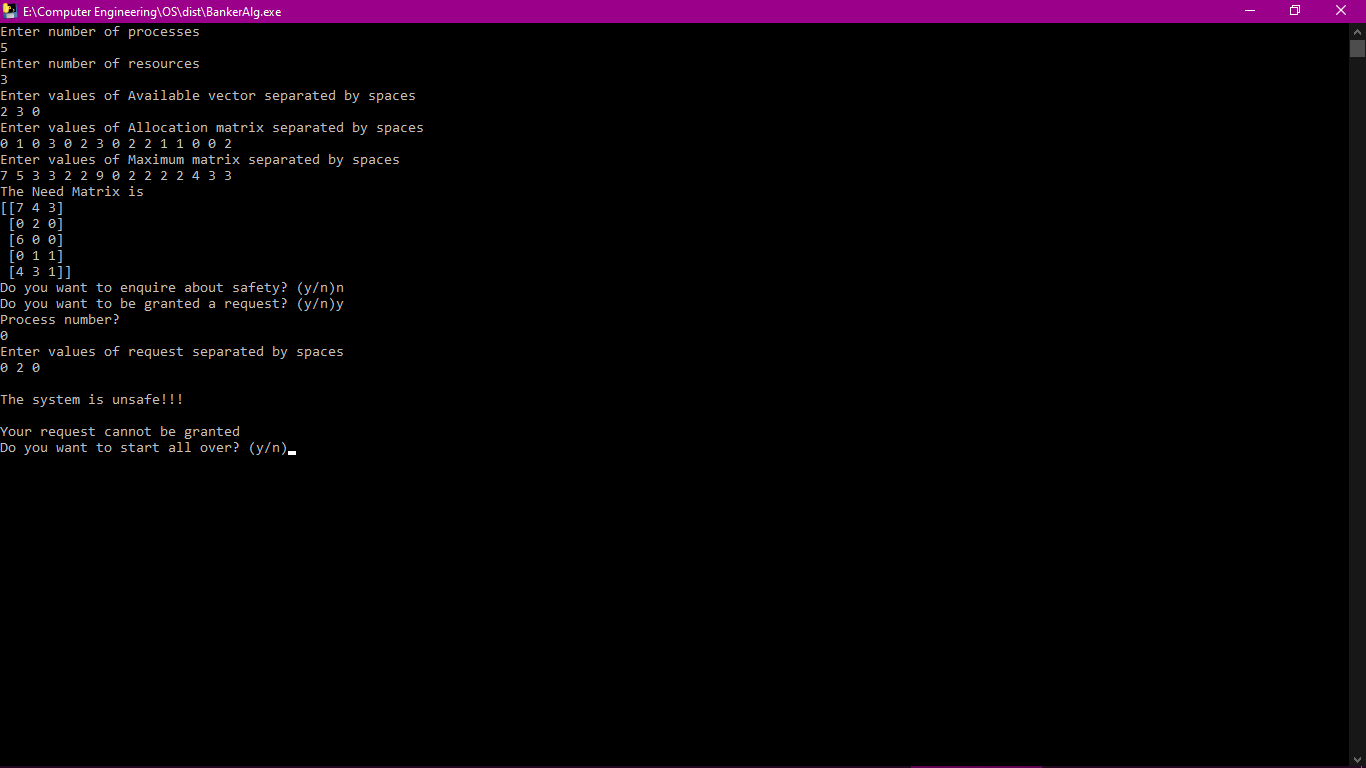 E:\Computer Engineering\OS\dist\BankerAlg.exe
Enter number of processes
5
Enter number of resources
3
Enter values of Available vector separated by spaces
2 3 0
Enter values of Allocation matrix separated by spaces
0 1 0 3 0 2 3 0 2 2 1 1 0 0 2
Enter values of Maximum matrix separated by spaces
7 5 3 3 2 2 9 0 2 2 2 2 4 3 3
The Need Matrix is
[[7 4 3]
 [0 2 0]
 [6 0 0]
 [0 1 1]
 [4 3 1]]
Do you want to enquire about safety? (y/n)n
Do you want to be granted a request? (y/n)y
Process number?
0
Enter values of request separated by spaces
0 2 0
The system is unsafe!!!
Your request cannot be granted
Do you want to start all over? (y/n)